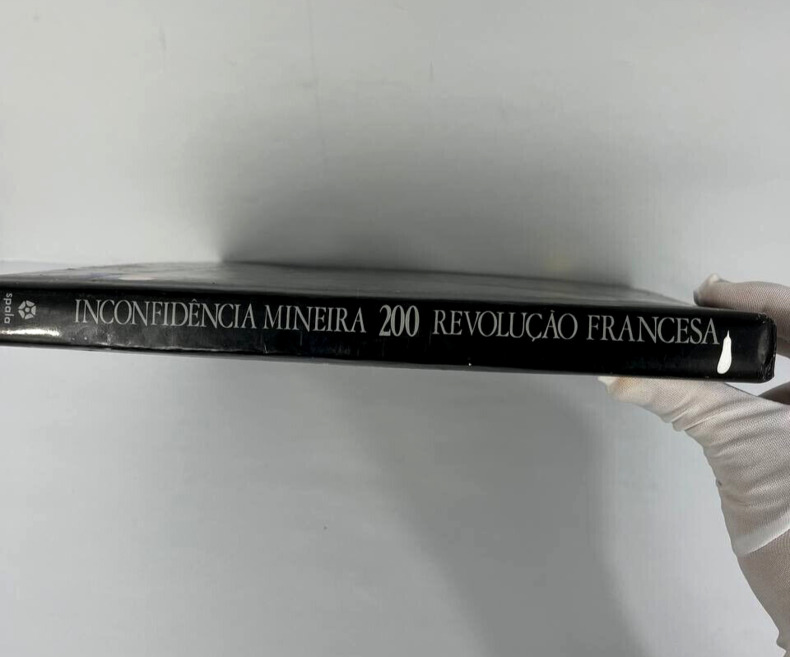 spala
INCONFIDÊNCIA MINEIRA 200 REVOLUÇÃO FRANCESA